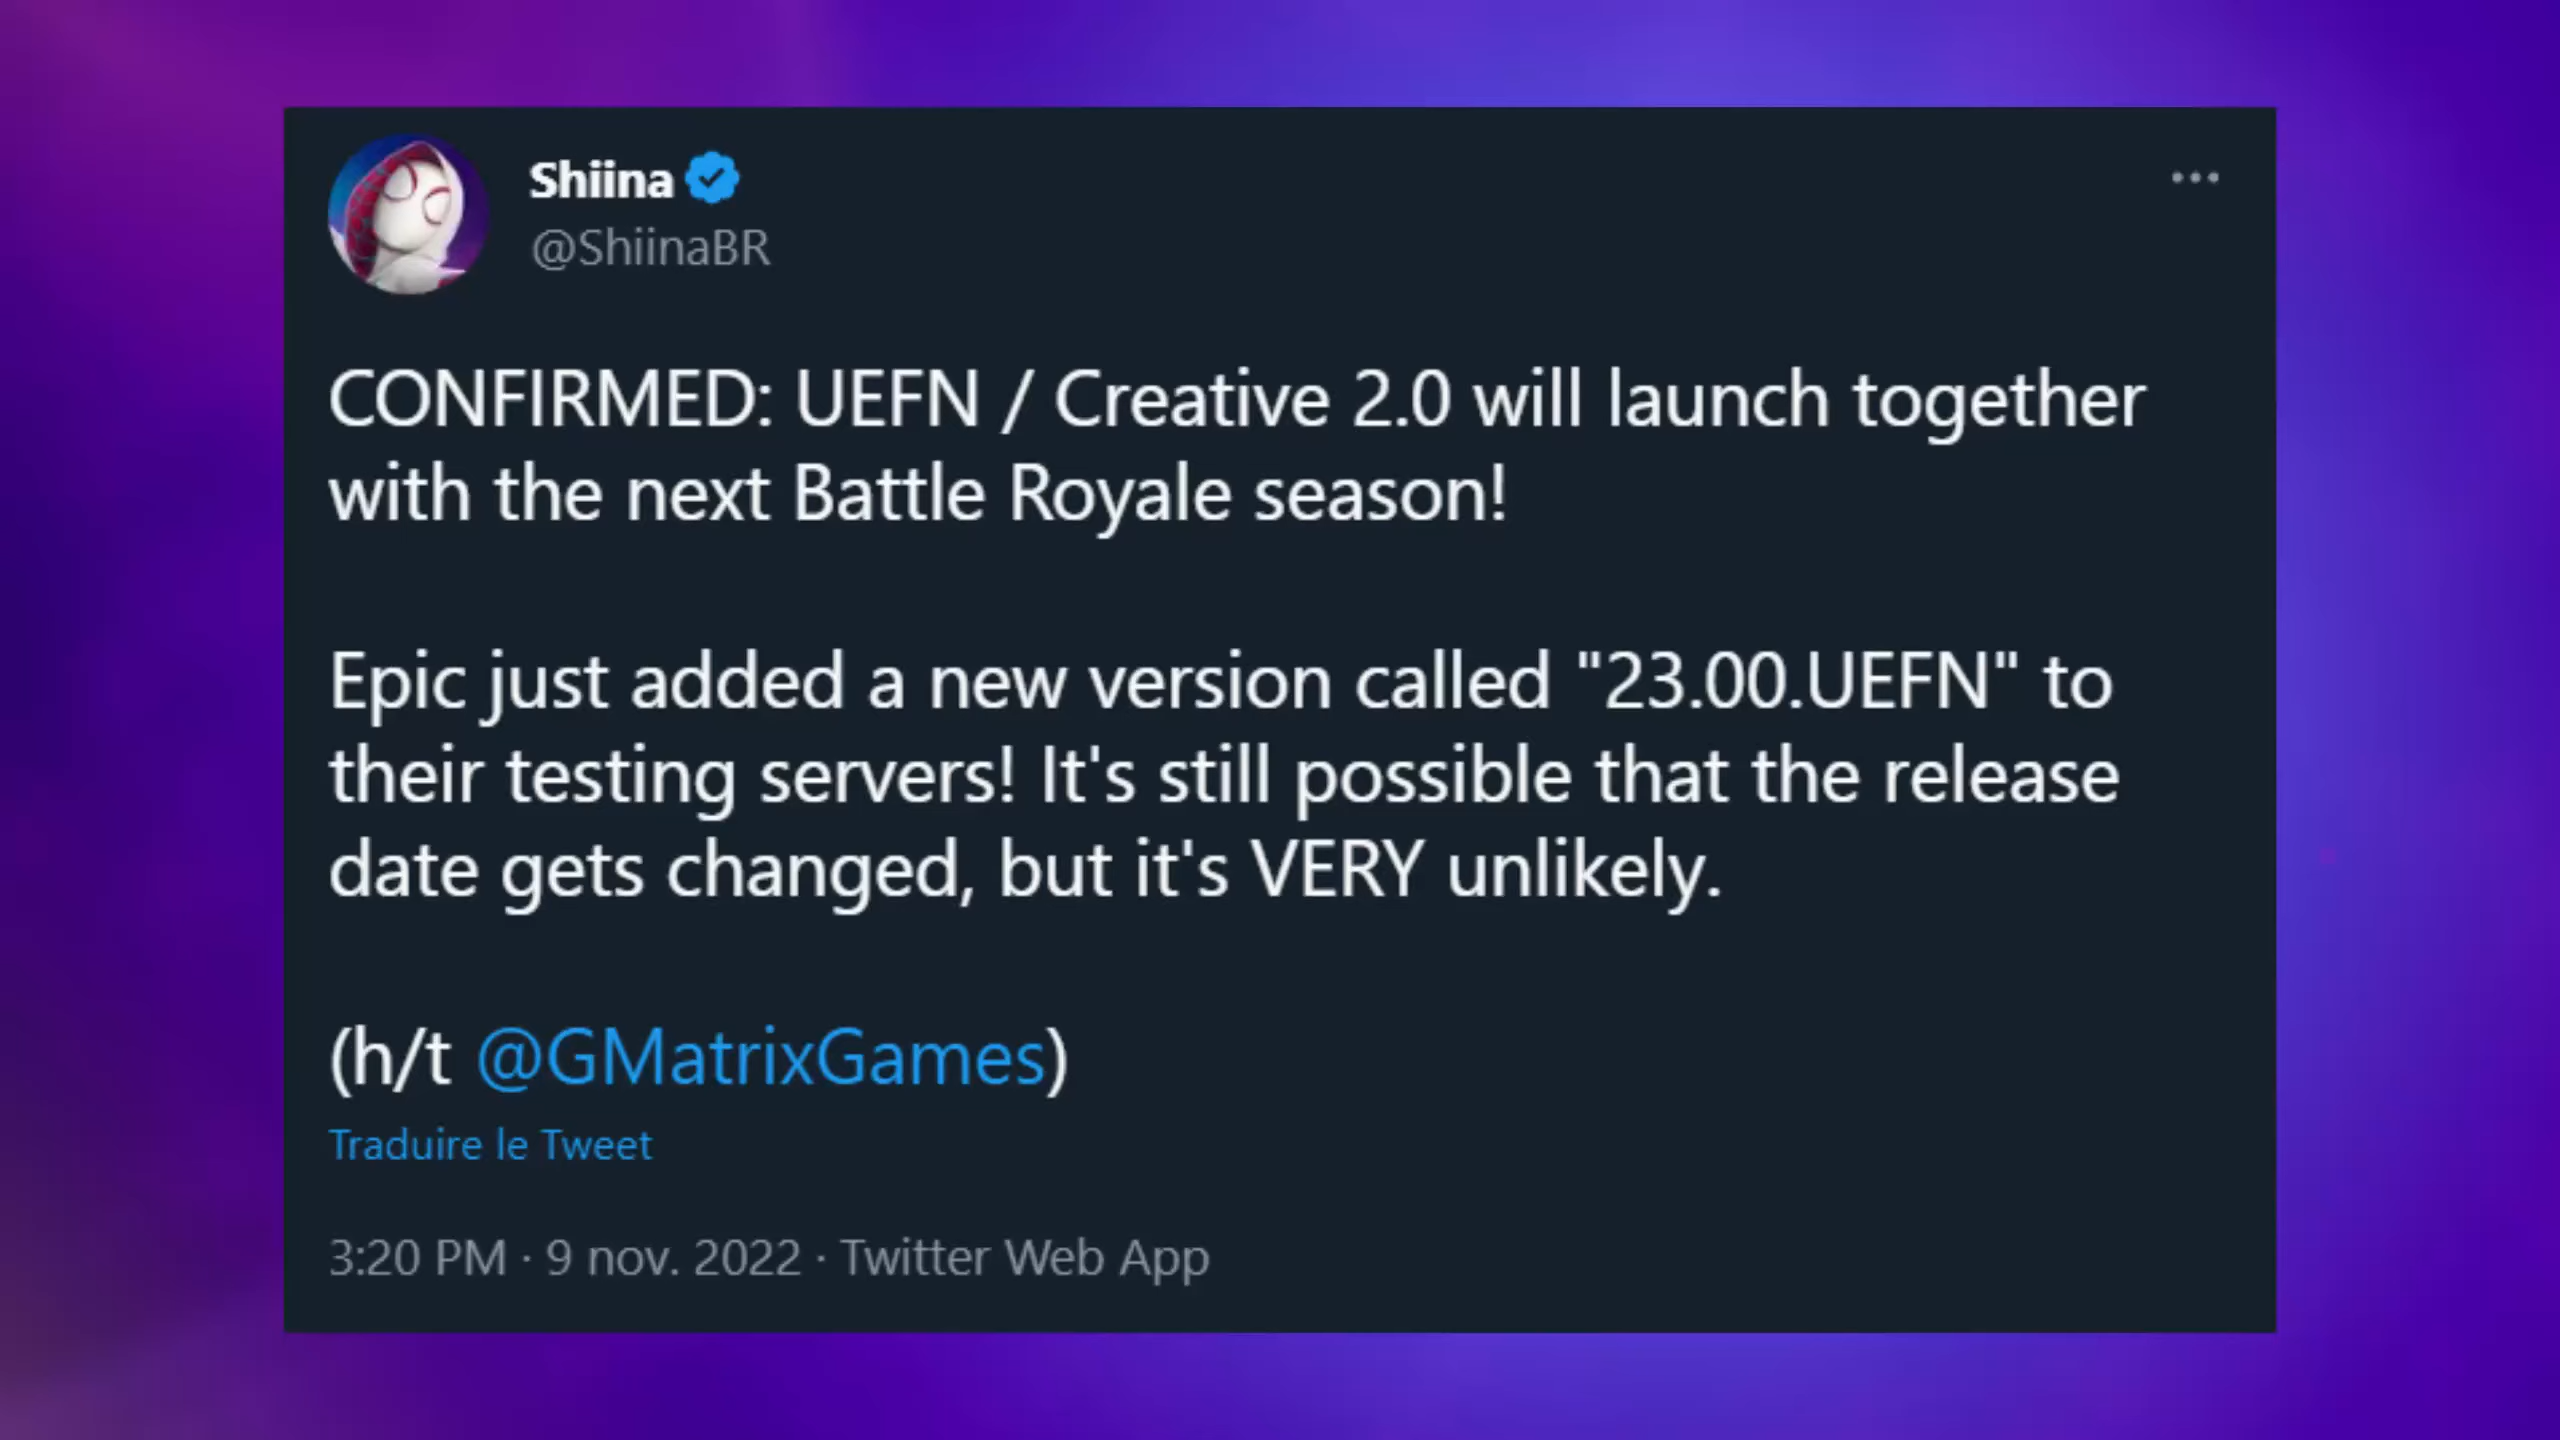 Shiina
@ShiinaBR
CONFIRMED: UEFN / Creative 2.0 will launch together
with the next Battle Royale season!
Epic just added a new version called "23.00.UEFN" to
their testing servers! It's still possible that the release
date gets changed, but it's VERY unlikely.
(h/t @GMatrixGames)
Traduire le Tweet
3:20 PM · 9 nov. 2022 · Twitter Web App